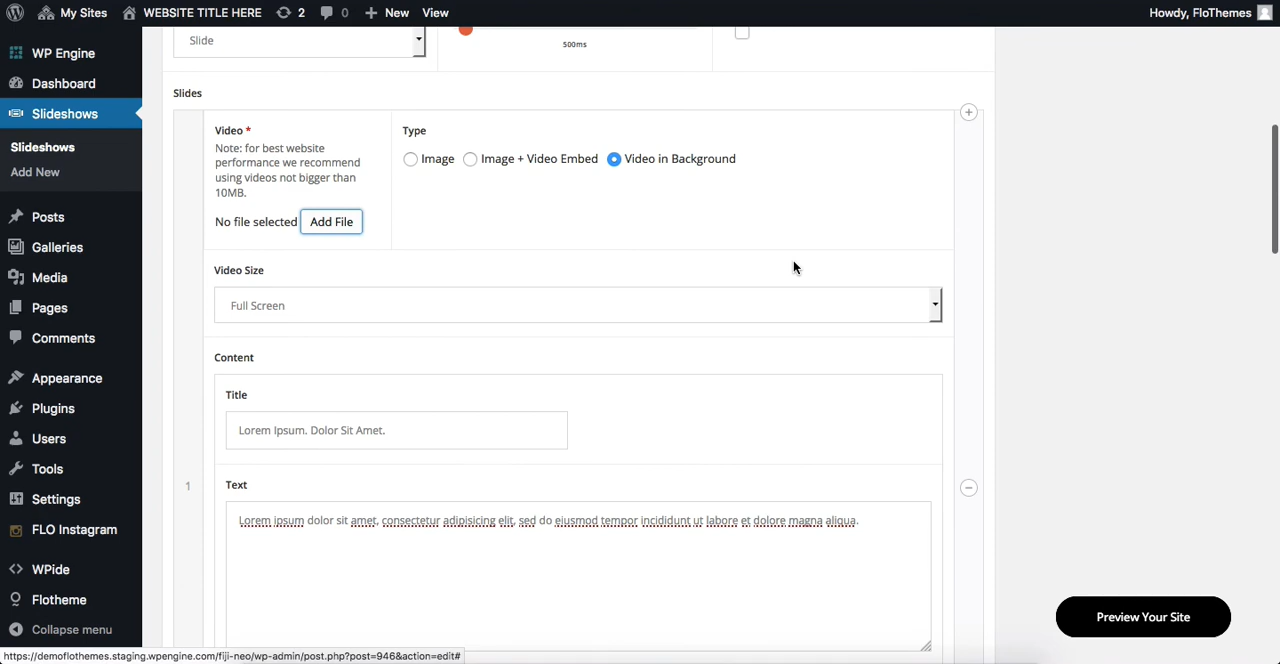 My Sites WEBSITE TITLE HERE 2 0 + New View Howdy, FloThemes
WP Engine
Dashboard
Slideshows
Slideshows
Add New
Posts
Galleries
Media
Pages
Comments
Appearance
Plugins
Users
Tools
Settings
FLO Instagram
WPide
Flotheme
Collapse menu
Slide
500ms
Slides
Video *
Note: for best website
performance we recommend
using videos not bigger than
10MB.
No file selected Add File
Type
Image Image + Video Embed Video in Background
Video Size
Full Screen
Content
Title
Lorem Ipsum. Dolor Sit Amet.
1
Text
Lorem ipsum dolor sit amet, consectetur adipisicing elit, sed do eiusmod tempor incididunt ut labore et dolore magna aliqua.
Preview Your Site
https://demoflothemes.staging.wpengine.com/fiji-neo/wp-admin/post.php?post=946&action=edit#